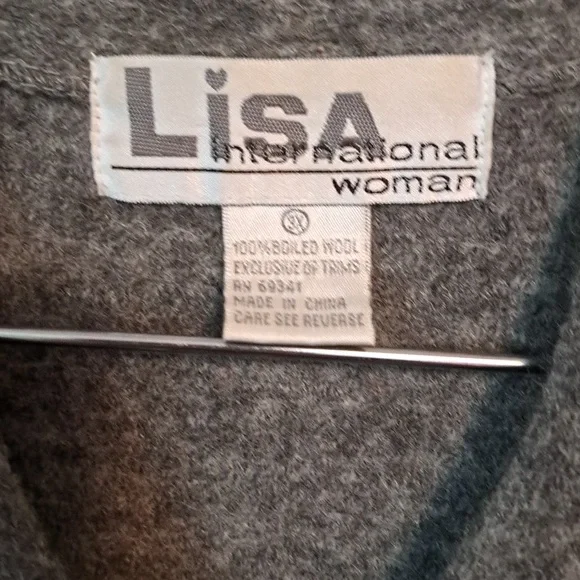 LiSA
international
woman
3X
100%BOILED WOOL
EXCLUSIVE OF TRIMS
RN 69341
MADE IN CHINA
CARE SEE REVERSE